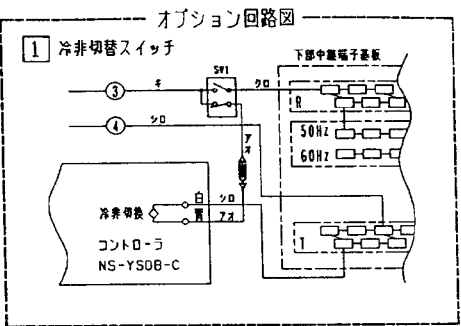 オプション回路図
1 冷非切替スイッチ
下部中継端子基板
SW1
3 キ クロ
R
4 シロ
50Hz
60Hz
アオ
白 シロ
冷非切換
青 アオ
T
コントローラ
NS-YSDB-C